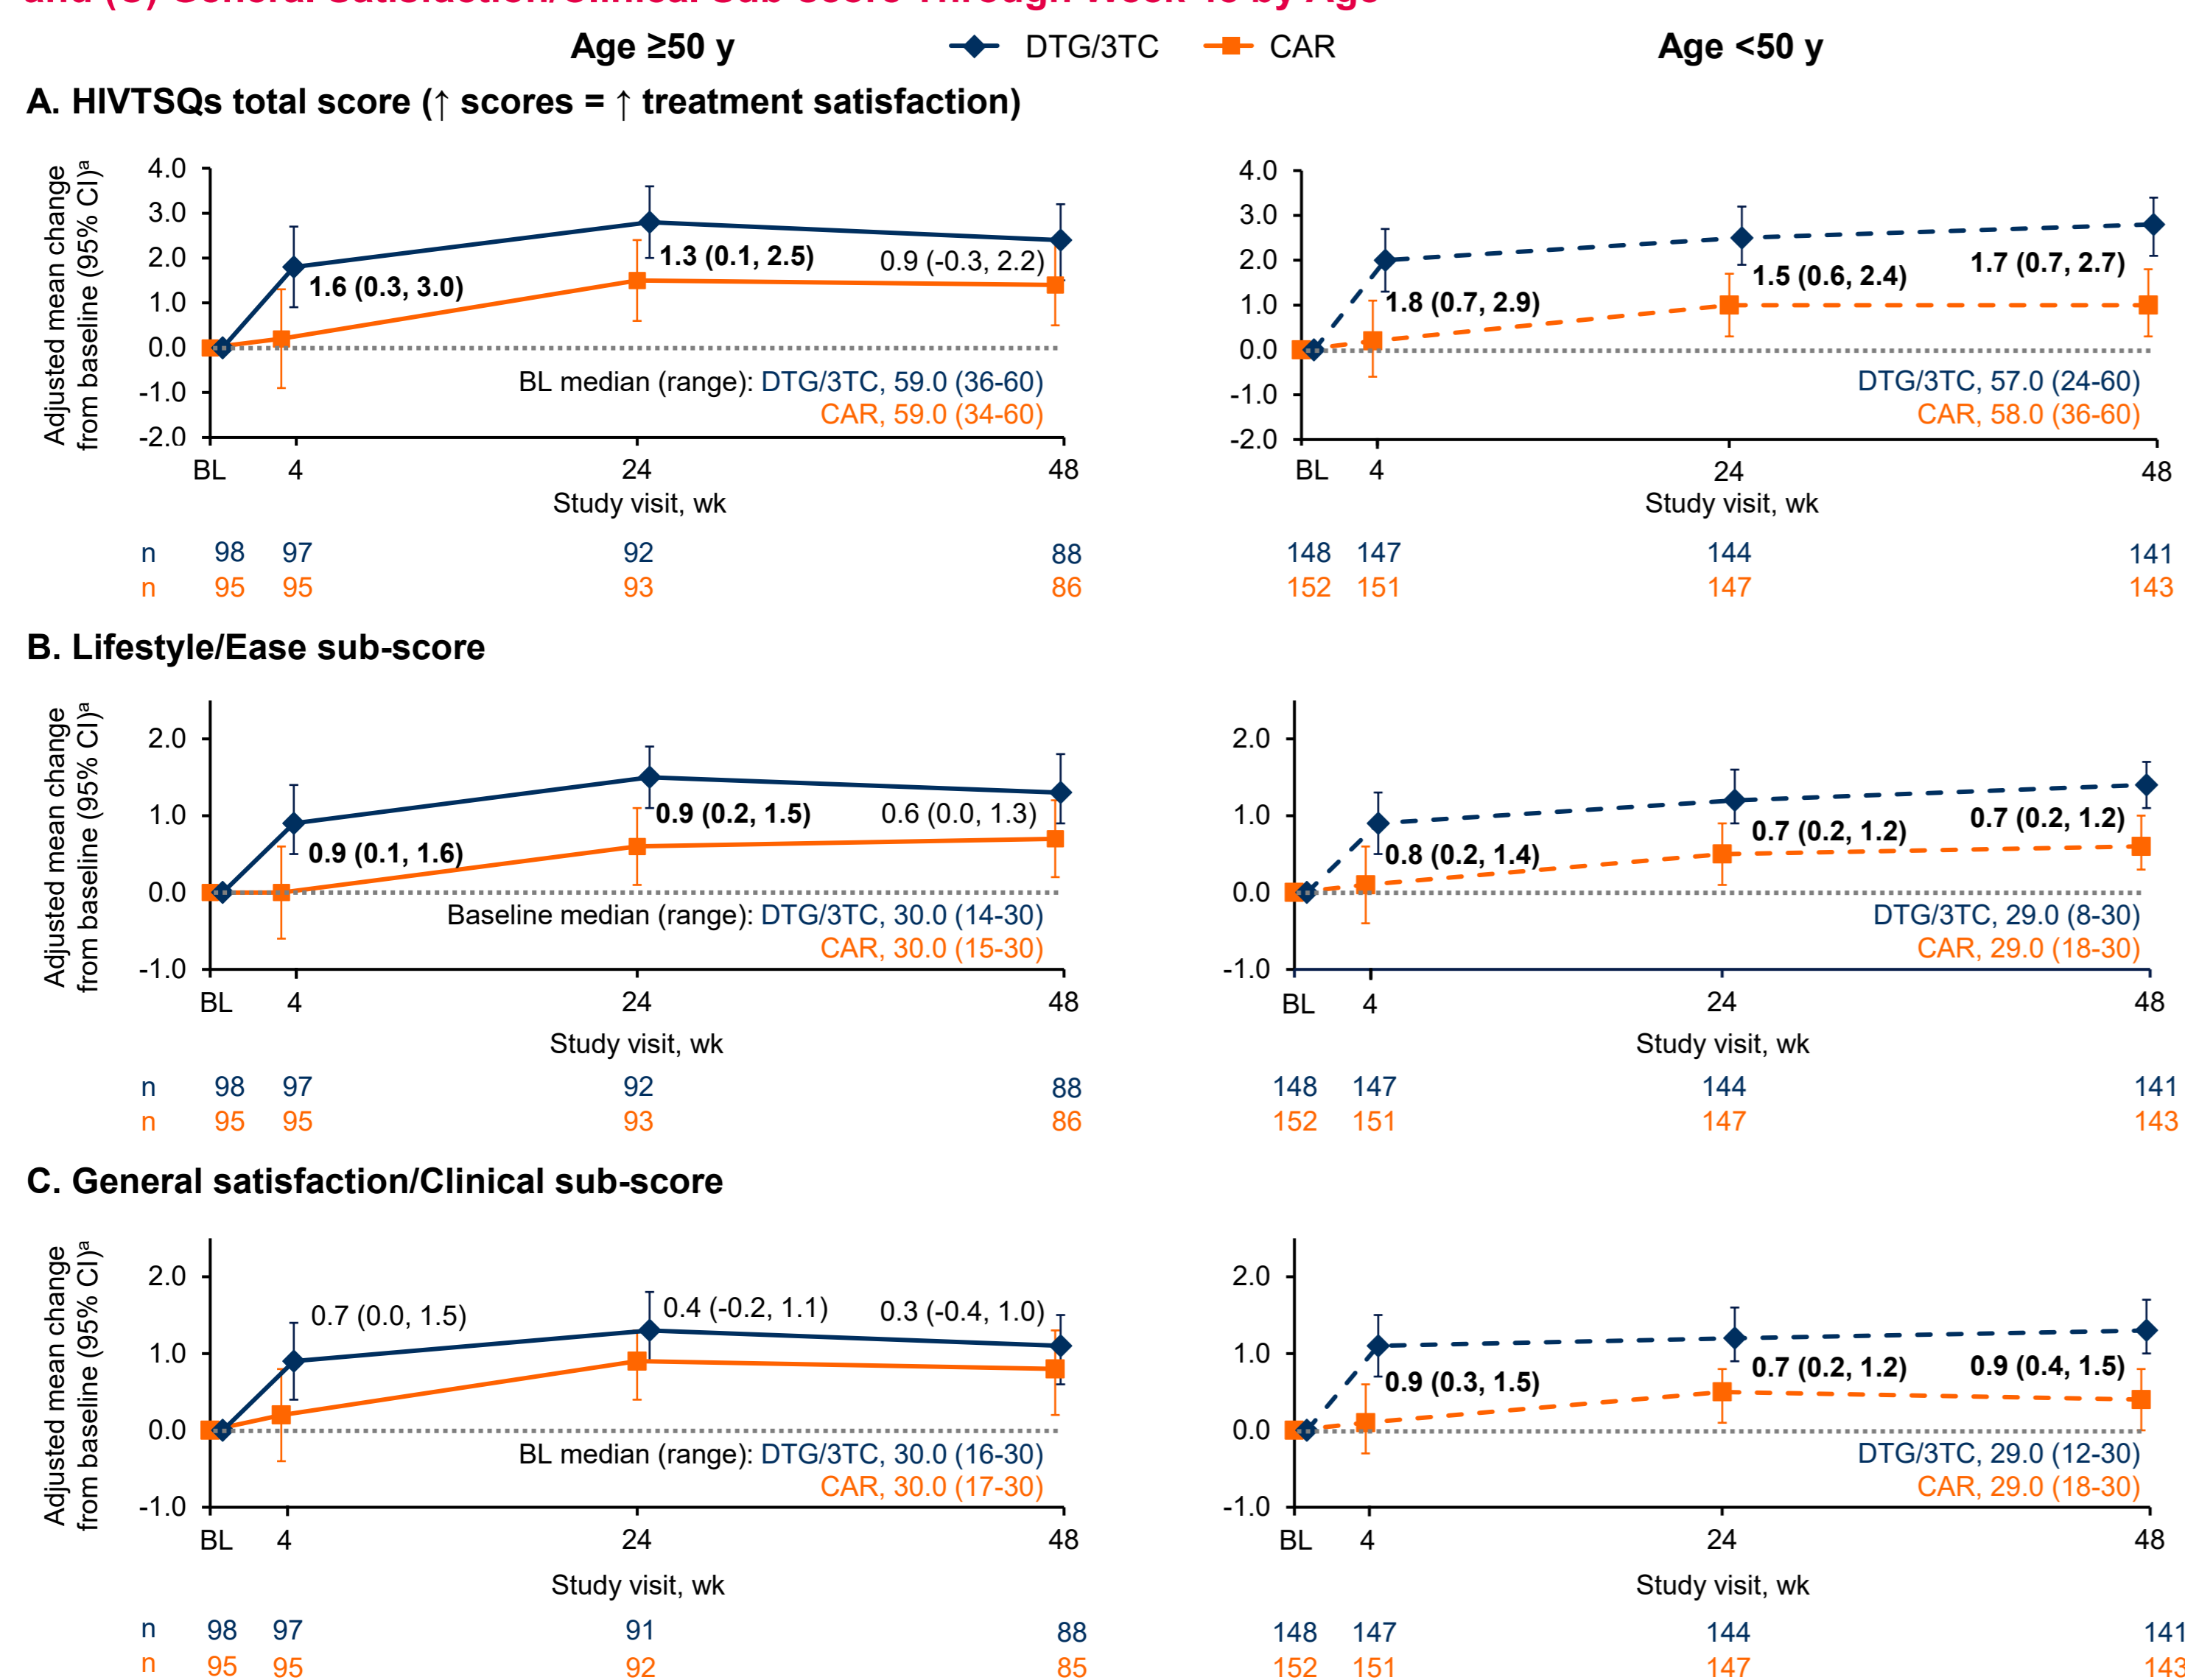 and (C) General Satisfaction/Clinical Sub-score Through Week 48 by Age
Age ≥50 y
DTG/3TC
CAR
Age <50 y
A. HIVTSQs total score (↑ scores = ↑ treatment satisfaction)
Adjusted mean change
from baseline (95% CI)ª
4.0
3.0
2.0
1.0
0.0
-1.0
-2.0
1.6 (0.3, 3.0)
1.3 (0.1, 2.5)
0.9 (-0.3, 2.2)
BL median (range): DTG/3TC, 59.0 (36-60)
CAR, 59.0 (34-60)
BL 4 24 48
Study visit, wk
n 98 97 92 88
n 95 95 93 86
4.0
3.0
2.0
1.0
0.0
-1.0
-2.0
1.8 (0.7, 2.9)
1.5 (0.6, 2.4)
1.7 (0.7, 2.7)
DTG/3TC, 57.0 (24-60)
CAR, 58.0 (36-60)
BL 4 24 48
Study visit, wk
148 147 144 141
152 151 147 143
B. Lifestyle/Ease sub-score
Adjusted mean change
from baseline (95% CI)ª
2.0
1.0
0.0
-1.0
0.9 (0.1, 1.6)
0.9 (0.2, 1.5)
0.6 (0.0, 1.3)
Baseline median (range): DTG/3TC, 30.0 (14-30)
CAR, 30.0 (15-30)
BL 4 24 48
Study visit, wk
n 98 97 92 88
n 95 95 93 86
2.0
1.0
0.0
-1.0
0.8 (0.2, 1.4)
0.7 (0.2, 1.2)
0.7 (0.2, 1.2)
DTG/3TC, 29.0 (8-30)
CAR, 29.0 (18-30)
BL 4 24 48
Study visit, wk
148 147 144 141
152 151 147 143
C. General satisfaction/Clinical sub-score
Adjusted mean change
from baseline (95% CI)ª
2.0
1.0
0.0
-1.0
0.7 (0.0, 1.5)
0.4 (-0.2, 1.1)
0.3 (-0.4, 1.0)
BL median (range): DTG/3TC, 30.0 (16-30)
CAR, 30.0 (17-30)
BL 4 24 48
Study visit, wk
n 98 97 91 88
n 95 95 92 85
2.0
1.0
0.0
-1.0
0.9 (0.3, 1.5)
0.7 (0.2, 1.2)
0.9 (0.4, 1.5)
DTG/3TC, 29.0 (12-30)
CAR, 29.0 (18-30)
BL 4 24 48
Study visit, wk
148 147 144 141
152 151 147 143